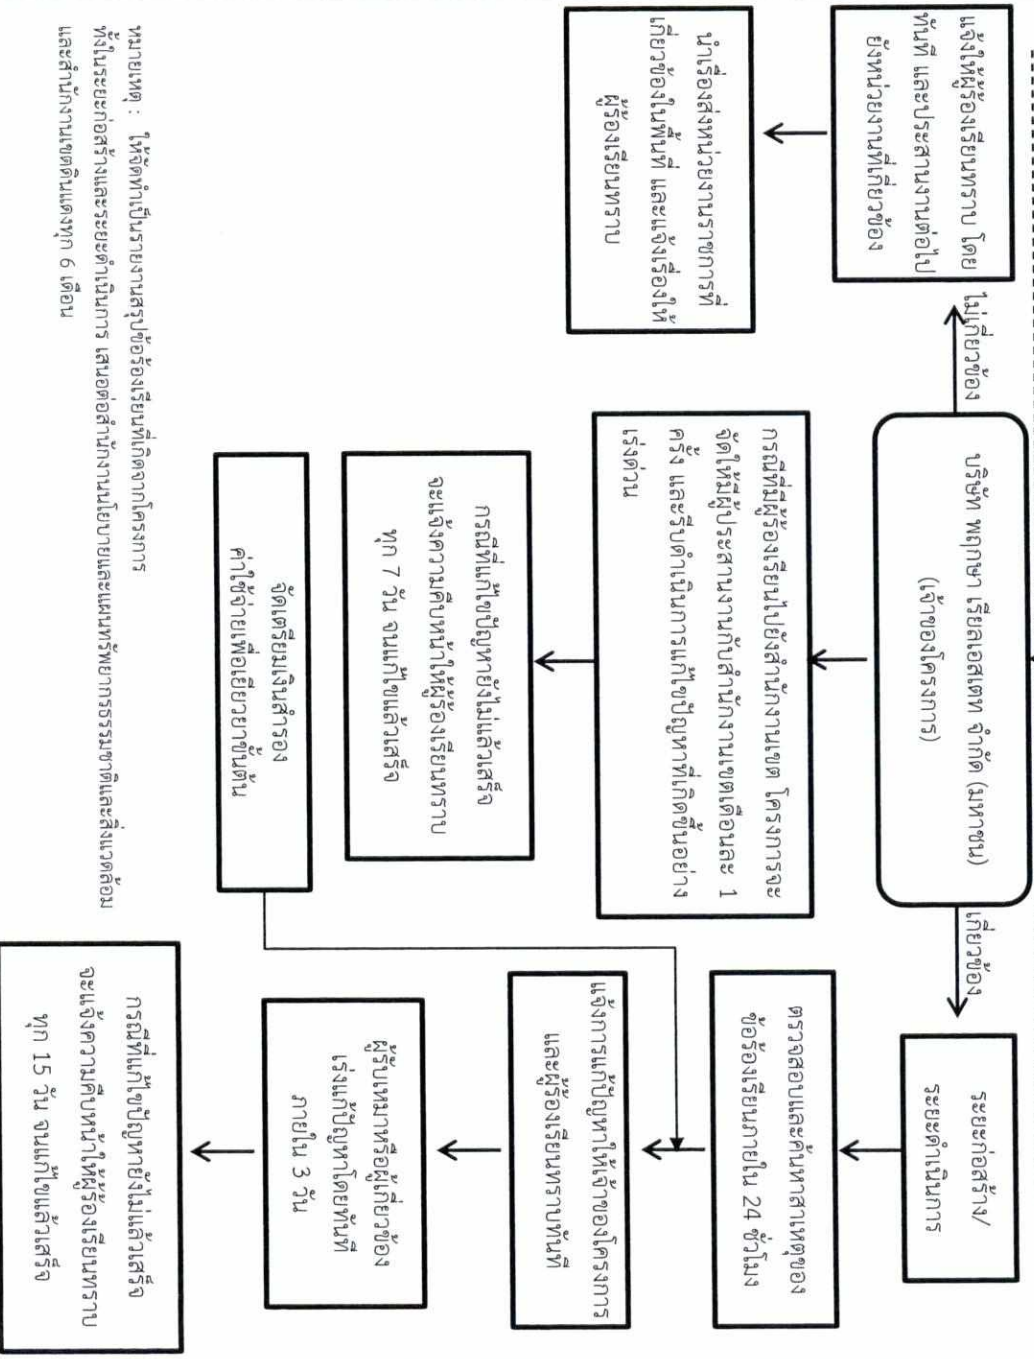 บริษัท พฤกษา เรียลเอสเตท จำกัด (มหาชน)
(เจ้าของโครงการ)
ไม่เกี่ยวข้อง
เกี่ยวข้อง
แจ้งให้ผู้ร้องเรียนทราบ โดย
ทันที และประสานงานต่อไป
ยังหน่วยงานที่เกี่ยวข้อง
นำเรื่องส่งหน่วยงานราชการที่
เกี่ยวข้องในพื้นที่ และแจ้งเรื่องให้
ผู้ร้องเรียนทราบ
กรณีที่มีผู้ร้องเรียนไปยังสำนักงานเขต โครงการจะ
จัดให้มีผู้ประสานงานกับสำนักงานเขตเดือนละ 1
ครั้ง และรีบดำเนินการแก้ไขปัญหาที่เกิดขึ้นอย่าง
เร่งด่วน
กรณีที่แก้ไขปัญหายังไม่แล้วเสร็จ
จะแจ้งความคืบหน้าให้ผู้ร้องเรียนทราบ
ทุก 7 วัน จนแก้ไขแล้วเสร็จ
จัดเตรียมเงินสำรอง
ค่าใช้จ่ายเพื่อเยียวยาขั้นต้น
ระยะก่อสร้าง/
ระยะดำเนินการ
ตรวจสอบและค้นหาสาเหตุของ
ข้อร้องเรียนภายใน 24 ชั่วโมง
แจ้งการแก้ปัญหาให้เจ้าของโครงการ
และผู้ร้องเรียนทราบทันที
ผู้รับเหมาหรือผู้เกี่ยวข้อง
เร่งแก้ปัญหาโดยทันที
ภายใน 3 วัน
กรณีที่แก้ไขปัญหายังไม่แล้วเสร็จ
จะแจ้งความคืบหน้าให้ผู้ร้องเรียนทราบ
ทุก 15 วัน จนแก้ไขแล้วเสร็จ
หมายเหตุ : ให้จัดทำเป็นรายงานสรุปข้อร้องเรียนที่เกิดจากโครงการ
ทั้งในระยะก่อสร้างและระยะดำเนินการ เสนอต่อสำนักงานนโยบายและแผนทรัพยากรธรรมชาติและสิ่งแวดล้อม
และสำนักงานเขตดินแดงทุก 6 เดือน